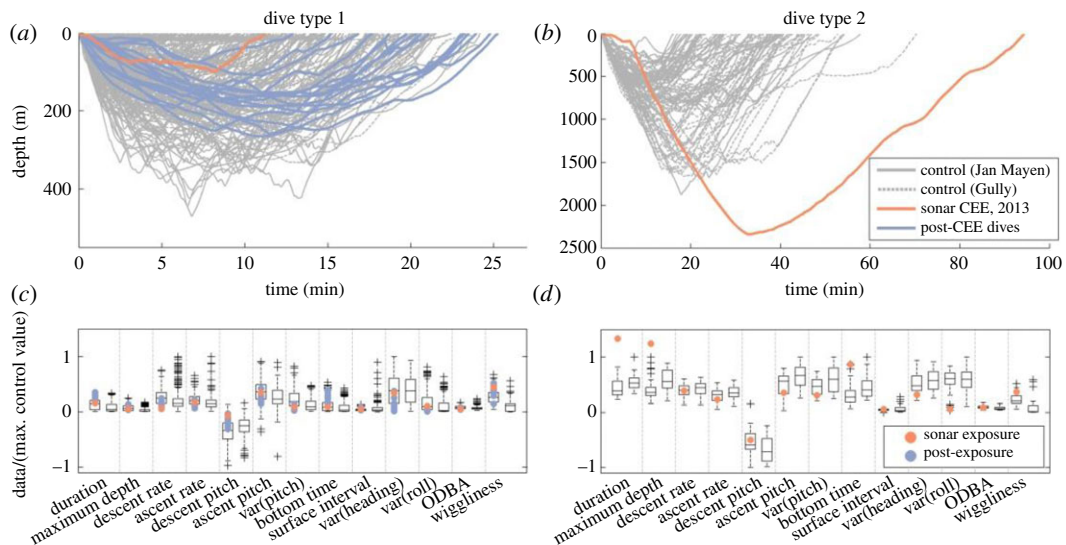 dive type 1
dive type 2
(a)
(b)
0
200
400
depth (m)
0
5
10
15
20
25
time (min)
0
500
1000
1500
2000
2500
0
20
40
60
80
100
time (min)
control (Jan Mayen)
control (Gully)
sonar CEE, 2013
post-CEE dives
(c)
(d)
1
0
–1
data/(max. control value)
duration
maximum depth
descent rate
ascent rate
descent pitch
ascent pitch
var(pitch)
bottom time
surface interval
var(heading)
var(roll)
ODBA
wiggliness
1
0
–1
duration
maximum depth
descent rate
ascent rate
descent pitch
ascent pitch
var(pitch)
bottom time
surface interval
var(heading)
var(roll)
ODBA
wiggliness
sonar exposure
post-exposure